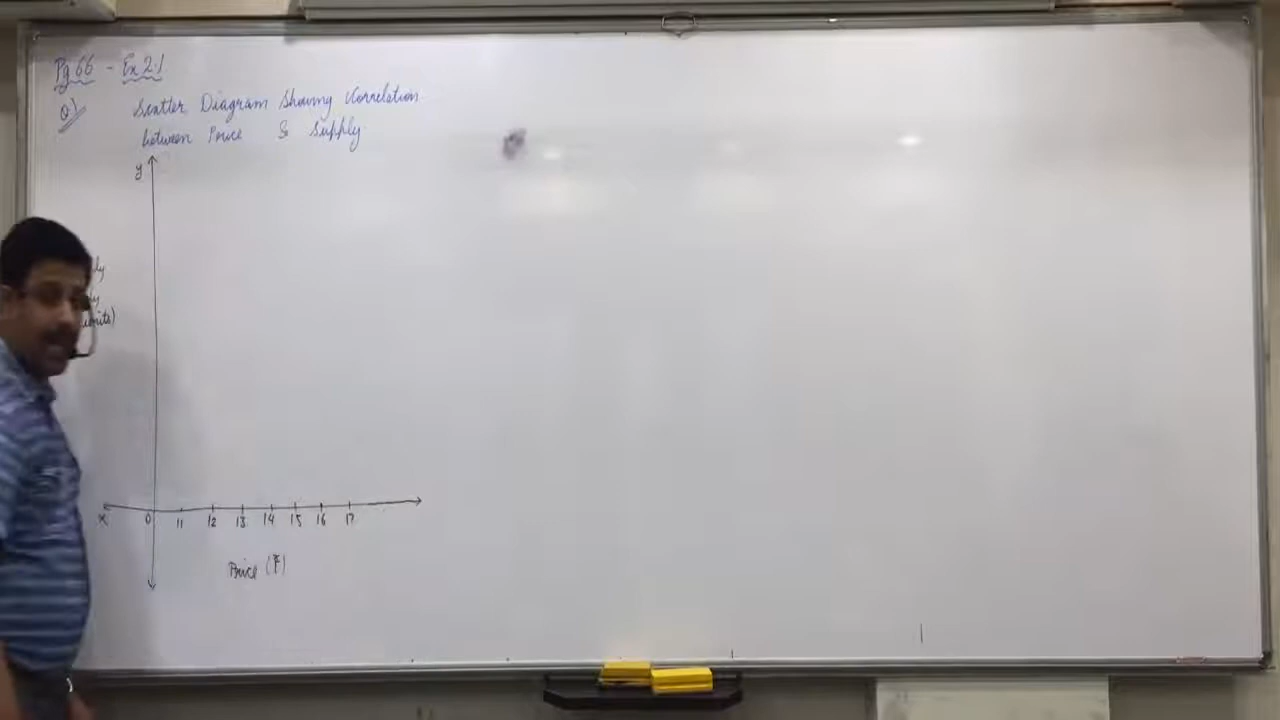 Pg 66 - Ex 2.1
Q1 Scatter Diagram Showing Correlation
between Price & Supply
y
units)
X 0 11 12 13 14 15 16 17
Price (₹)